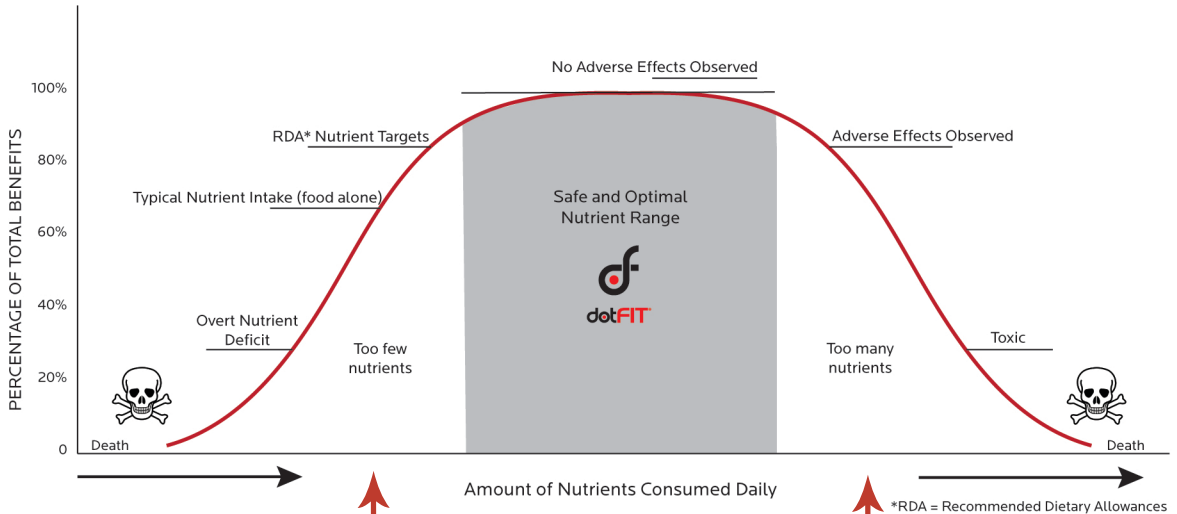 No Adverse Effects Observed
100%
RDA* Nutrient Targets
Adverse Effects Observed
80%
Typical Nutrient Intake (food alone)
Safe and Optimal
Nutrient Range
60%
PERCENTAGE OF TOTAL BENEFITS
40%
dotFIT
Overt Nutrient
Deficit
Too few
nutrients
Too many
nutrients
Toxic
20%
0
Death
Death
Amount of Nutrients Consumed Daily
*RDA = Recommended Dietary Allowances